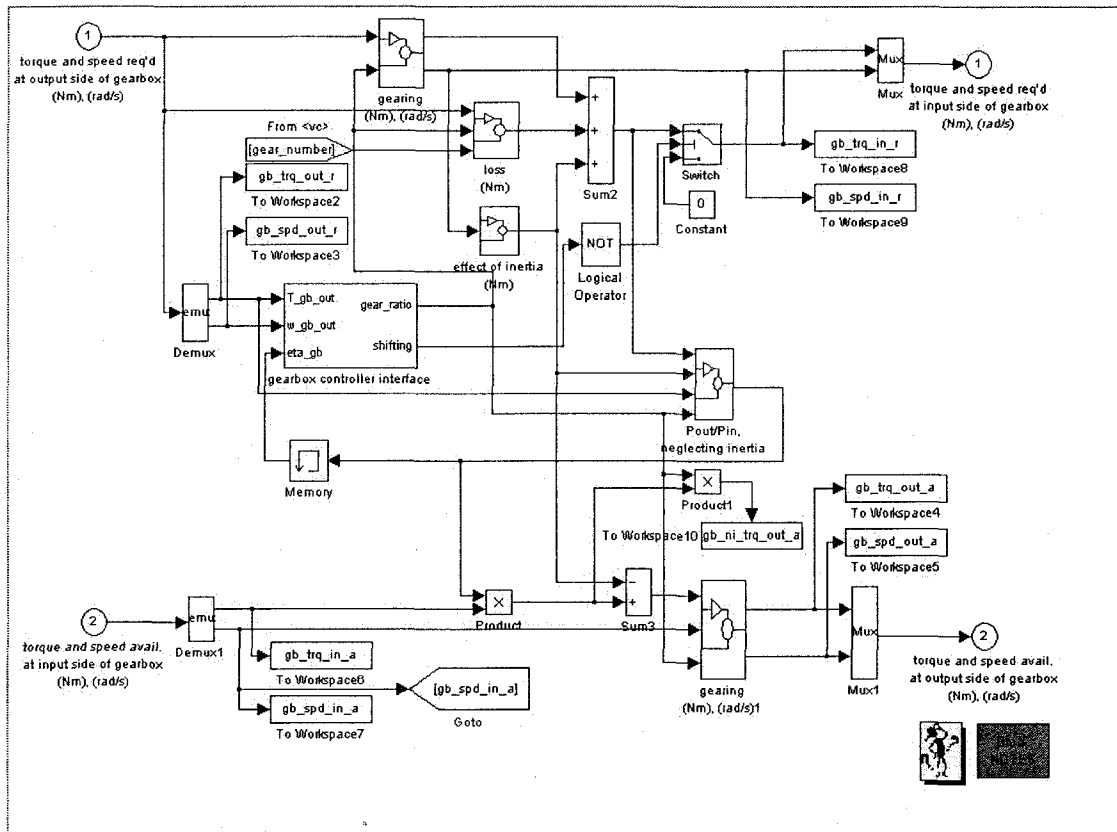 1
torque and speed req'd
at output side of gearbox
(Nm), (rad/s)
gearing
(Nm), (rad/s)
From <vc>
[gear_number]
loss
(Nm)
gb_trq_out_r
To Workspace2
gb_spd_out_r
To Workspace3
effect of inertia
(Nm)
+
+
+
Sum2
Switch
0
Constant
NOT
Logical
Operator
Mux
Mux
1
torque and speed req'd
at input side of gearbox
(Nm), (rad/s)
gb_trq_in_r
To Workspace8
gb_spd_in_r
To Workspace9
emu
Demux
T_gb_out
w_gb_out
eta_gb
gear_ratio
shifting
gearbox controller interface
Pout/Pin,
neglecting inertia
Memory
X
Product1
To Workspace10
gb_ni_trq_out_a
gb_trq_out_a
To Workspace4
gb_spd_out_a
To Workspace5
2
torque and speed avail.
at input side of gearbox
(Nm), (rad/s)
emu
Demux1
X
Product
−
+
Sum3
gb_trq_in_a
To Workspace6
gb_spd_in_a
To Workspace7
[gb_spd_in_a]
Goto
gearing
(Nm), (rad/s)1
Mux
Mux1
2
torque and speed avail.
at output side of gearbox
(Nm), (rad/s)
NOTES